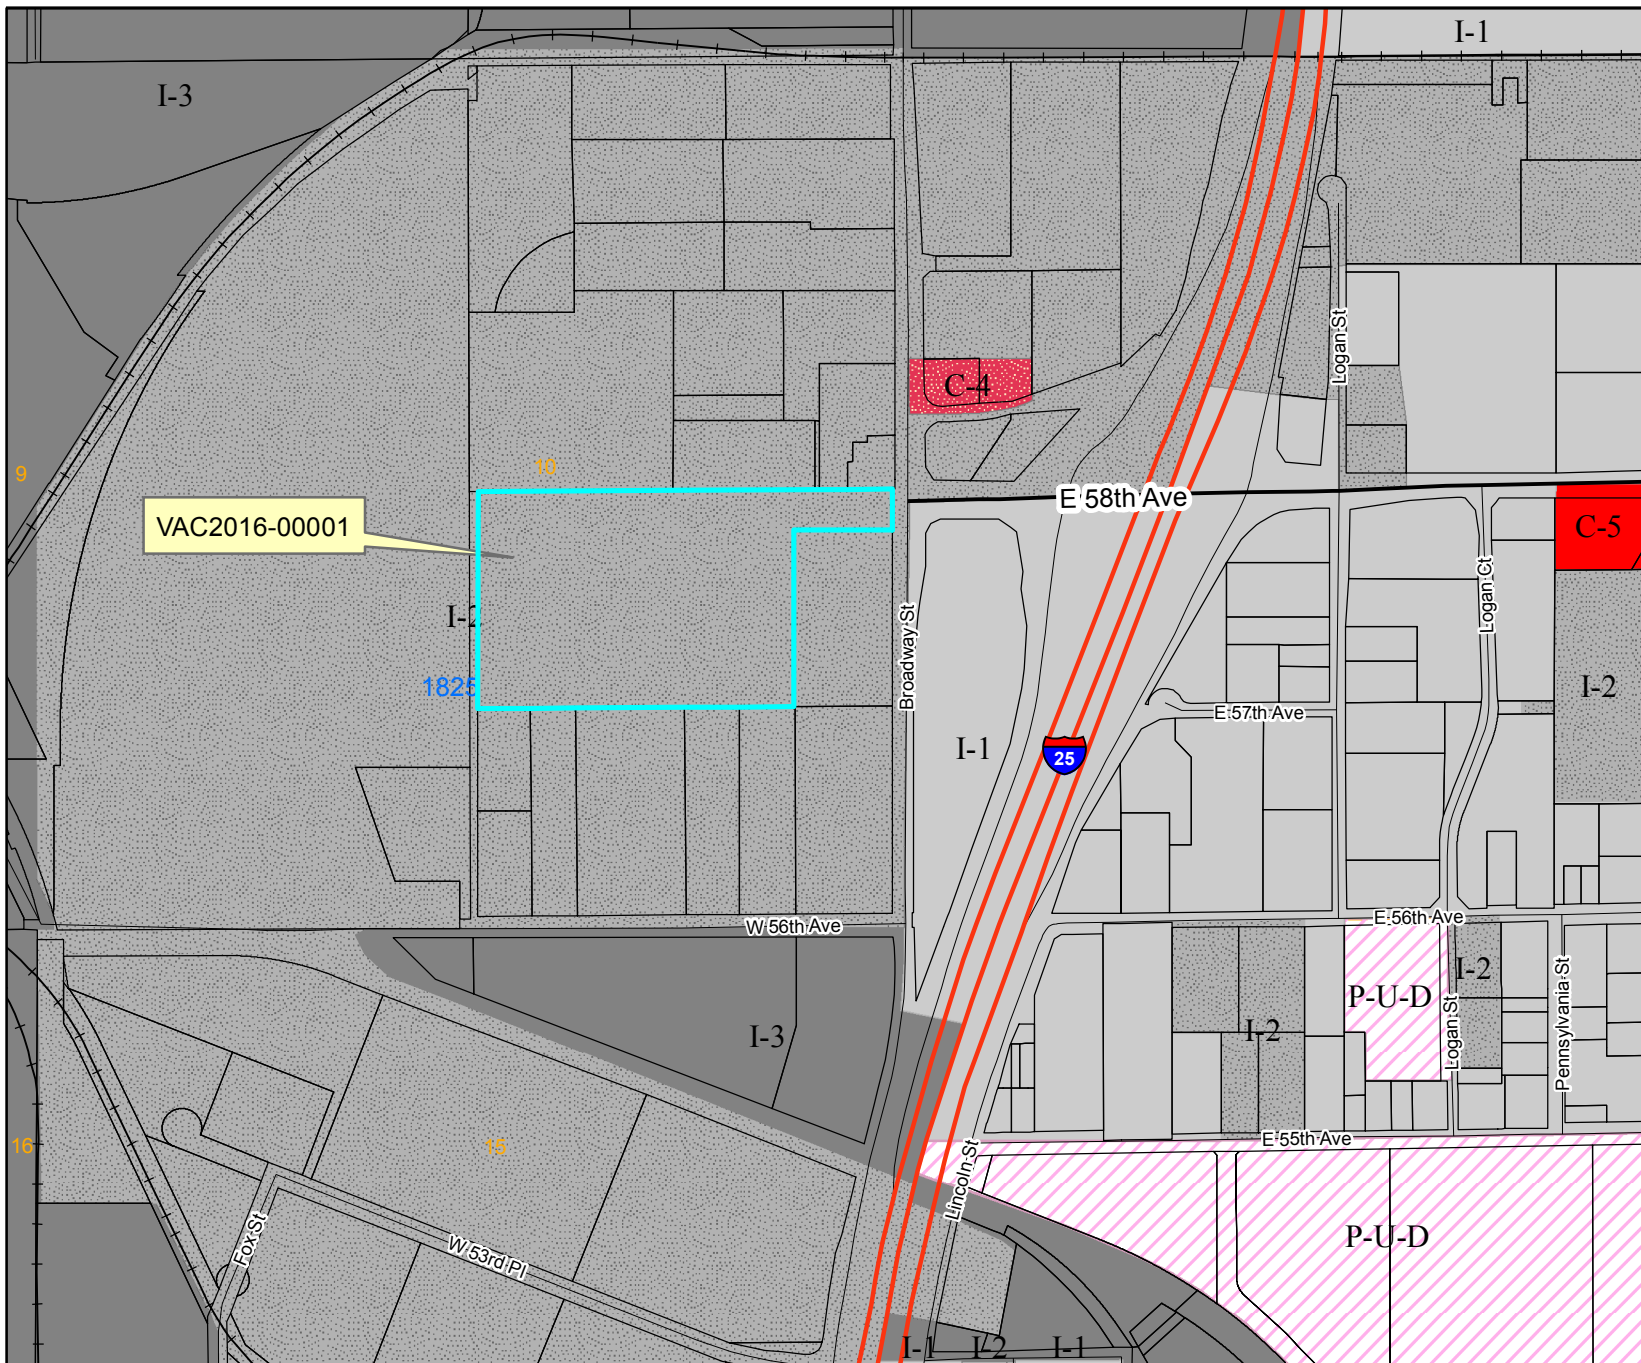 I-1
I-3
Logan St
C-4
9
10
E 58th Ave
VAC2016-00001
C-5
Logan Ct
I-2
Broadway St
1825
I-2
E 57th Ave
I-1
25
W 56th Ave
E 56th Ave
I-2
P-U-D
Logan St
Pennsylvania St
I-3
I-2
16
15
E 55th Ave
Lincoln St
Fox St
W 53rd Pl
P-U-D
I-1
I-2
I-1